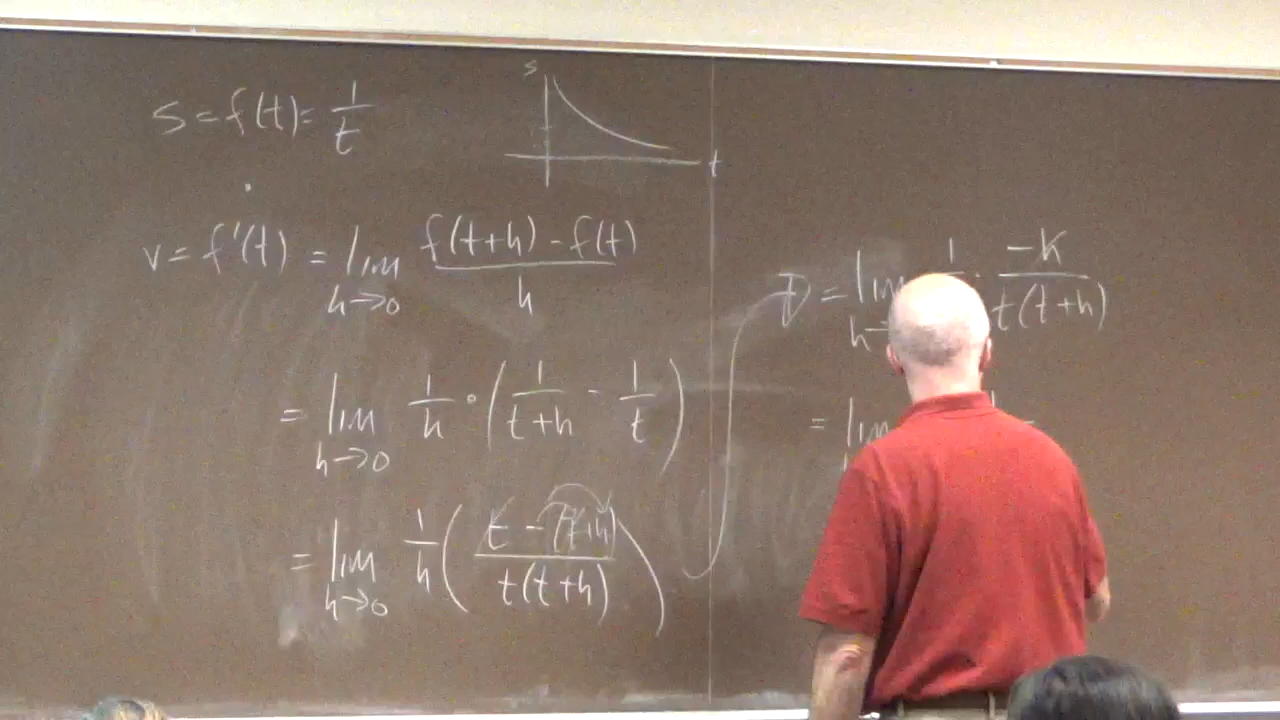 s = f(t) = 1/t
s
t
v = f'(t) = lim h→0 (f(t+h) - f(t))/h
= lim h→0 1/h · (1/(t+h) - 1/t)
= lim h→0 1/h ((t - (t+h))/(t(t+h)))
= lim h→ 1 · -h/(t(t+h))
= lim